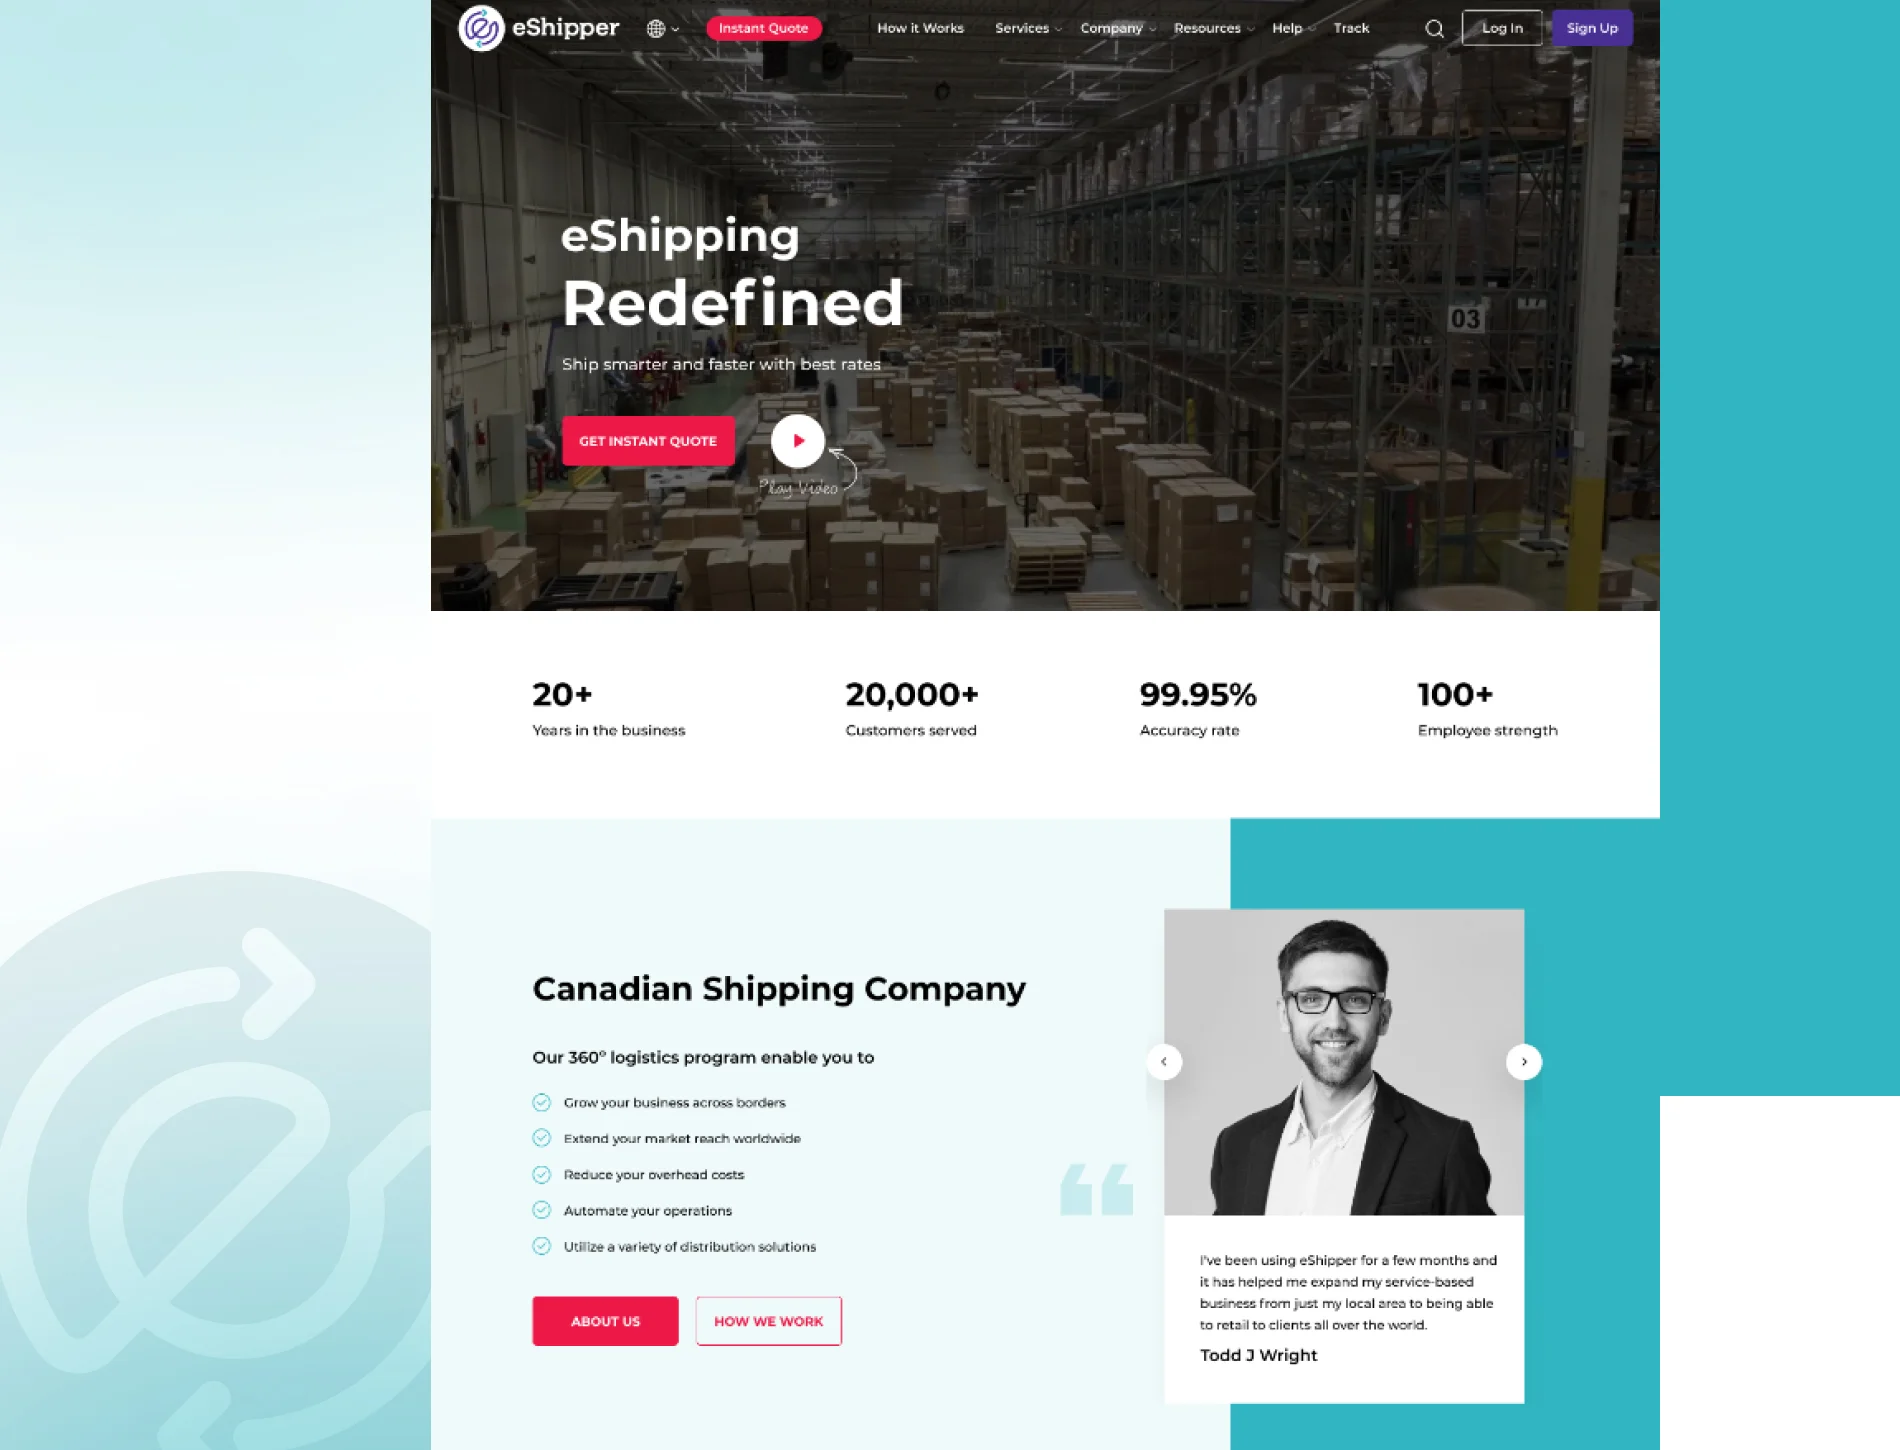 eShipper
Instant Quote
How it Works
Services
Company
Resources
Help
Track
Log In
Sign Up
eShipping
Redefined
Ship smarter and faster with best rates
GET INSTANT QUOTE
Play Video
03
20+
Years in the business
20,000+
Customers served
99.95%
Accuracy rate
100+
Employee strength
Canadian Shipping Company
Our 360° logistics program enable you to
Grow your business across borders
Extend your market reach worldwide
Reduce your overhead costs
Automate your operations
Utilize a variety of distribution solutions
ABOUT US
HOW WE WORK
“
I've been using eShipper for a few months and
it has helped me expand my service-based
business from just my local area to being able
to retail to clients all over the world.
Todd J Wright